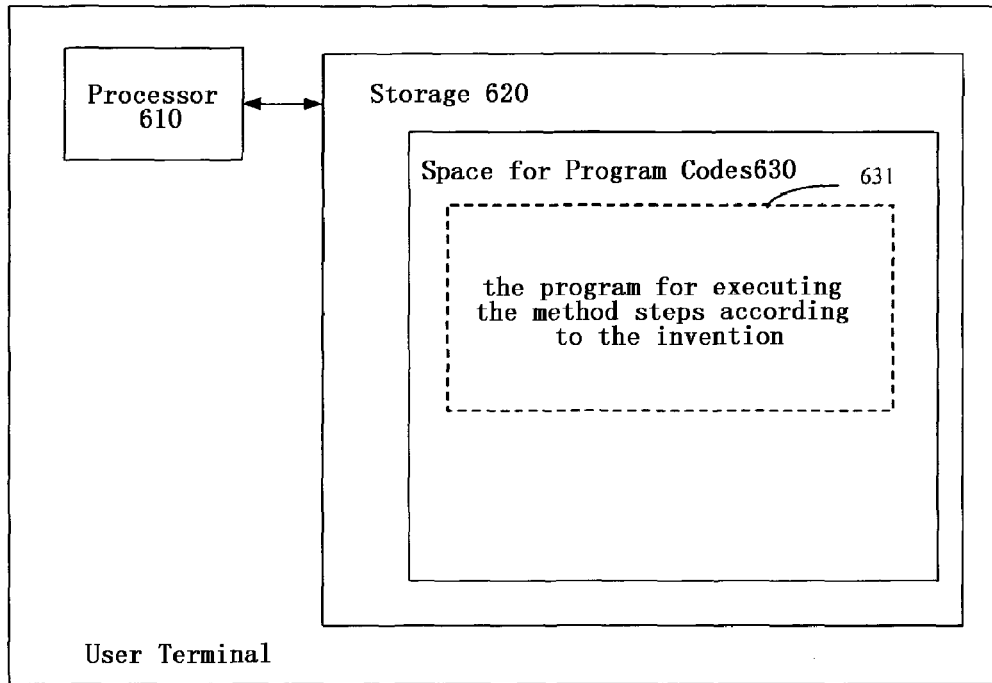 Processor
610
Storage 620
Space for Program Codes630
631
the program for executing
the method steps according
to the invention
User Terminal